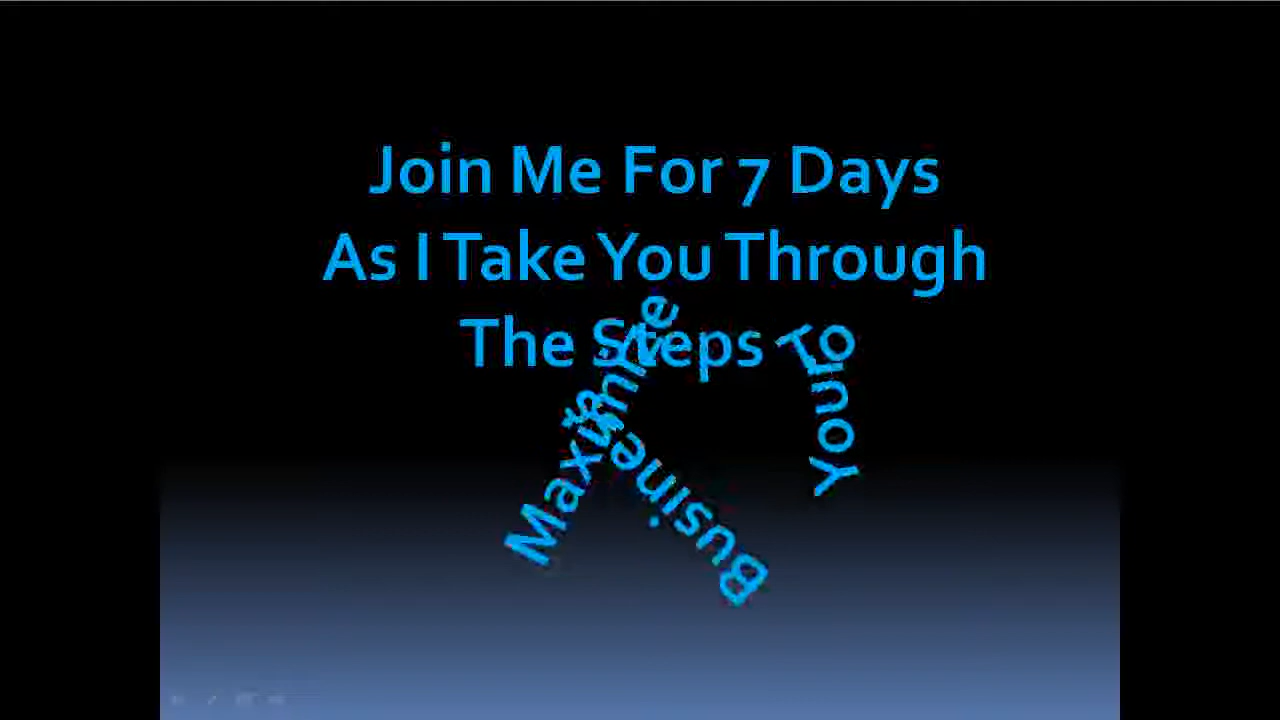 Join Me For 7 Days
As I Take You Through
The Steps To
Maximize Your
Business